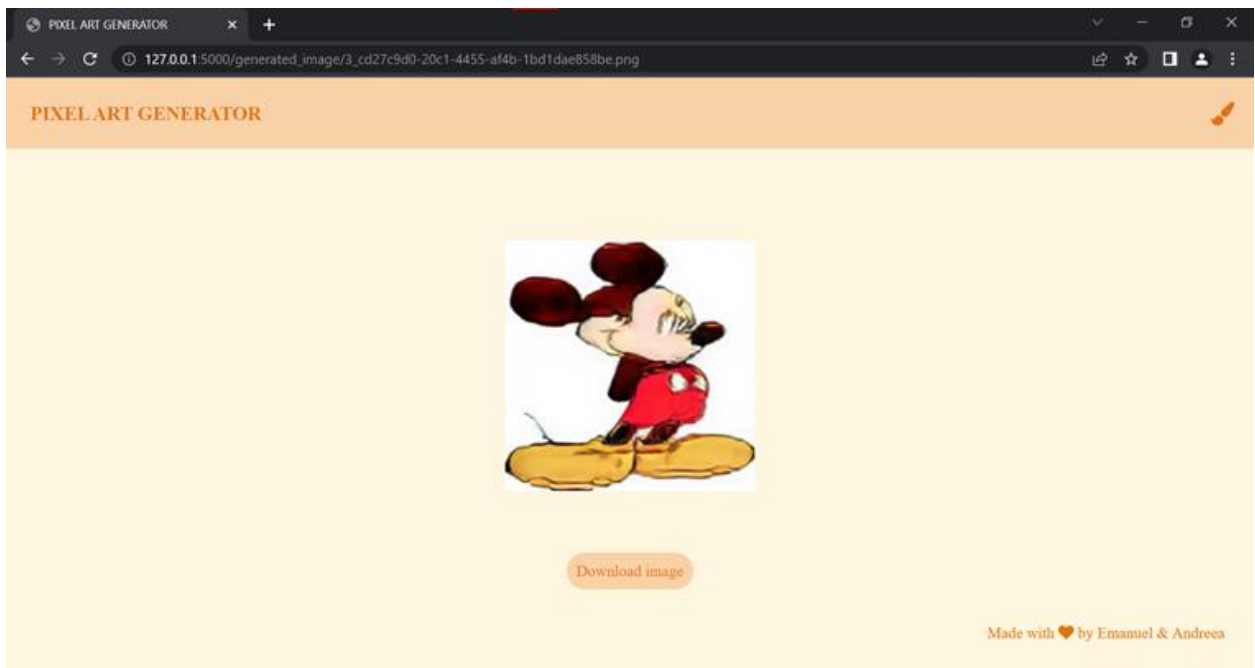 PIXEL ART GENERATOR
127.0.0.1:5000/generated_image/3_cd27c9d0-20c1-4455-af4b-1bd1dae858be.png
PIXEL ART GENERATOR
Download image
Made with by Emanuel & Andreea